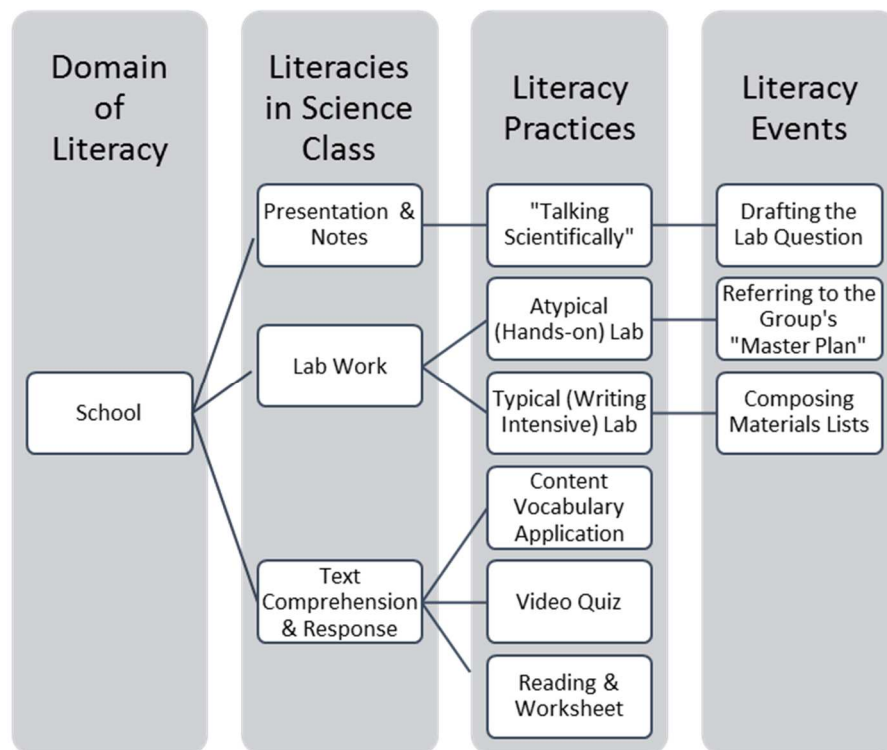 Domain
of
Literacy
Literacies
in Science
Class
Literacy
Practices
Literacy
Events
School
Presentation &
Notes
Lab Work
Text
Comprehension
& Response
"Talking
Scientifically"
Atypical
(Hands-on) Lab
Typical (Writing
Intensive) Lab
Content
Vocabulary
Application
Video Quiz
Reading &
Worksheet
Drafting the
Lab Question
Referring to the
Group's
"Master Plan"
Composing
Materials Lists